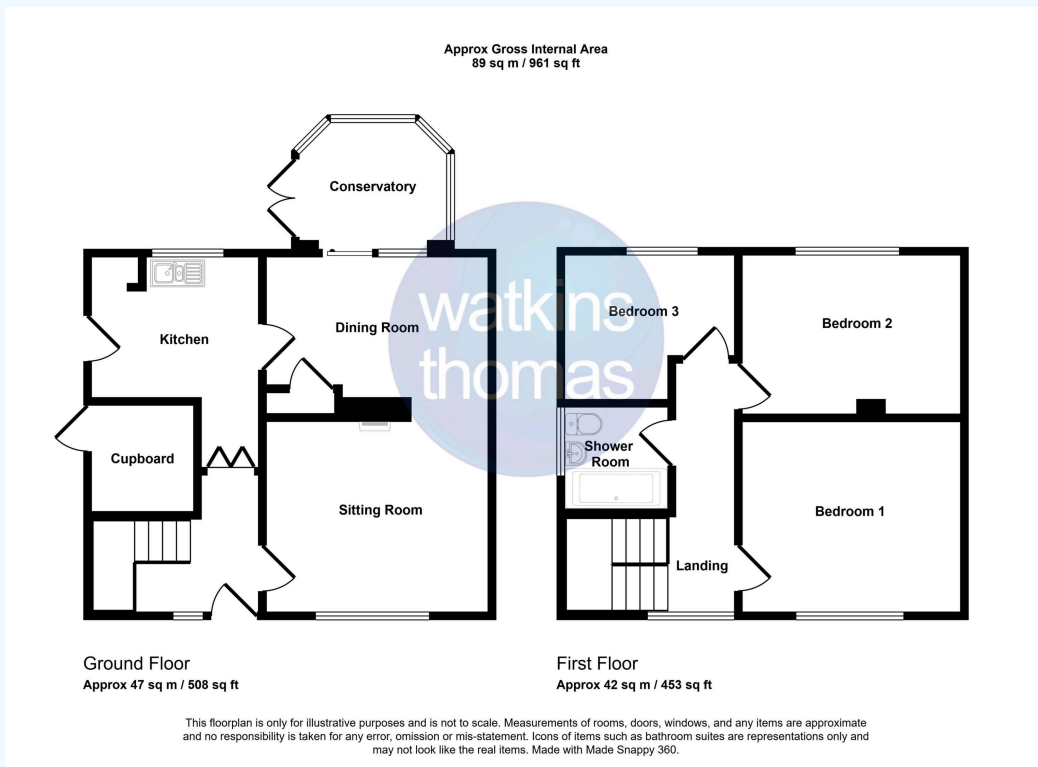 Approx Gross Internal Area
89 sq m / 961 sq ft
Conservatory
watkins
thomas
Kitchen
Dining Room
Cupboard
Sitting Room
Bedroom 3
Bedroom 2
Shower
Room
Bedroom 1
Landing
Ground Floor
Approx 47 sq m / 508 sq ft
First Floor
Approx 42 sq m / 453 sq ft
This floorplan is only for illustrative purposes and is not to scale. Measurements of rooms, doors, windows, and any items are approximate
and no responsibility is taken for any error, omission or mis-statement. Icons of items such as bathroom suites are representations only and
may not look like the real items. Made with Made Snappy 360.